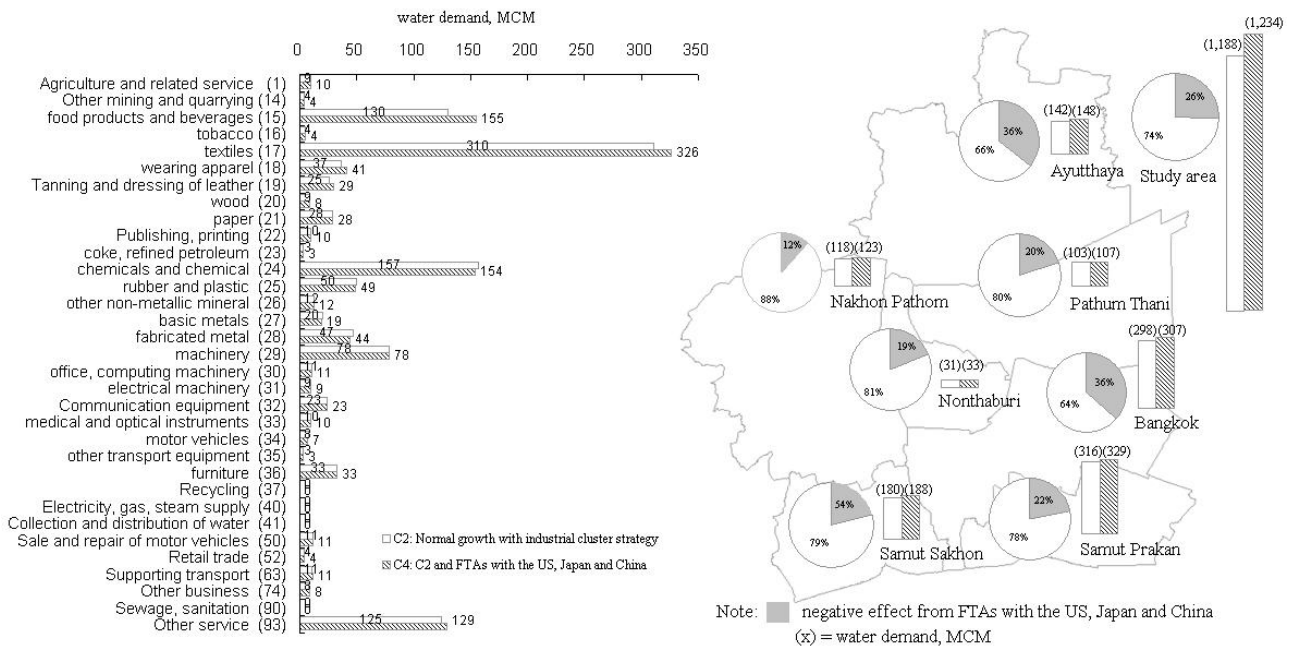 water demand, MCM
0 50 100 150 200 250 300 350
Agriculture and related service (1) 9 10
Other mining and quarrying (14) 4 4
food products and beverages (15) 130 155
tobacco (16) 4 4
textiles (17) 310 326
wearing apparel (18) 37 41
Tanning and dressing of leather (19) 25 29
wood (20) 9 8
paper (21) 28 28
Publishing, printing (22) 10 10
coke, refined petroleum (23) 3 3
chemicals and chemical (24) 157 154
rubber and plastic (25) 50 49
other non-metallic mineral (26) 12 12
basic metals (27) 20 19
fabricated metal (28) 47 44
machinery (29) 78 78
office, computing machinery (30) 11 11
electrical machinery (31) 9 9
Communication equipment (32) 23 23
medical and optical instruments (33) 10 10
motor vehicles (34) 7
other transport equipment (35) 3 3
furniture (36) 33 33
Recycling (37)
Electricity, gas, steam supply (40)
Collection and distribution of water (41)
Sale and repair of motor vehicles (50) 11 11
Retail trade (52) 4 4
Supporting transport (63) 11 11
Other business (74) 8
Sewage, sanitation (90)
Other service (93) 125 129
C2: Normal growth with industrial cluster strategy
C4: C2 and FTAs with the US, Japan and China
(1,234)
(1,188)
26%
74%
Study area
(142)(148)
36%
66%
Ayutthaya
(118)(123)
12%
88%
Nakhon Pathom
(103)(107)
20%
80%
Pathum Thani
(31)(33)
19%
81%
Nonthaburi
(298)(307)
36%
64%
Bangkok
(180)(188)
54%
79%
Samut Sakhon
(316)(329)
22%
78%
Samut Prakan
Note: negative effect from FTAs with the US, Japan and China
(x) = water demand, MCM